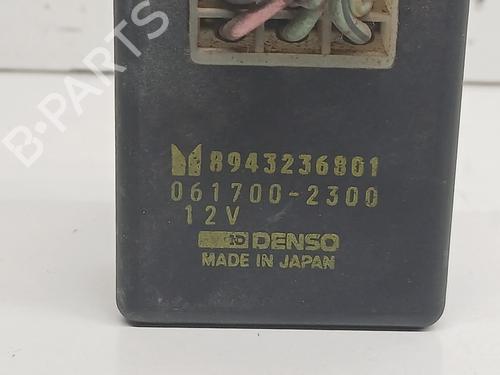 B-PARTS
8943236801
061700-2300
12V
DENSO
MADE IN JAPAN